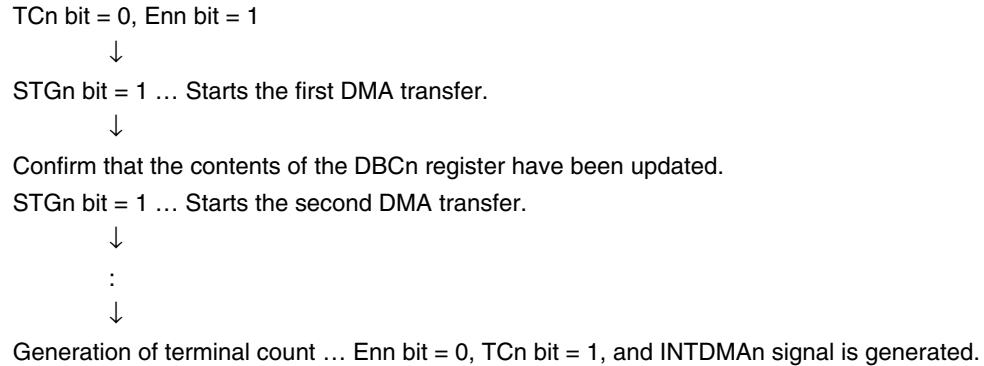 TCn bit = 0, Enn bit = 1
↓
STGn bit = 1 … Starts the first DMA transfer.
↓
Confirm that the contents of the DBCn register have been updated.
STGn bit = 1 … Starts the second DMA transfer.
↓
:
↓
Generation of terminal count … Enn bit = 0, TCn bit = 1, and INTDMAn signal is generated.